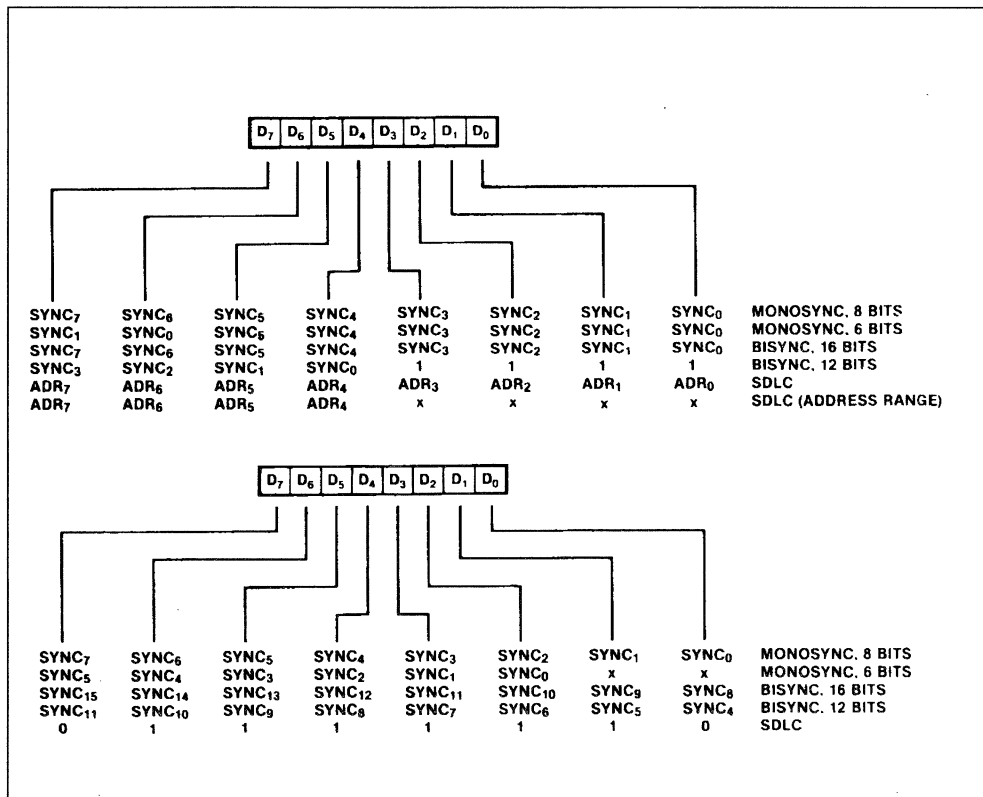 D₇ D₆ D₅ D₄ D₃ D₂ D₁ D₀
SYNC₇ SYNC₆ SYNC₅ SYNC₄ SYNC₃ SYNC₂ SYNC₁ SYNC₀ MONOSYNC, 8 BITS
SYNC₁ SYNC₀ SYNC₅ SYNC₄ SYNC₃ SYNC₂ SYNC₁ SYNC₀ MONOSYNC, 6 BITS
SYNC₇ SYNC₆ SYNC₅ SYNC₄ SYNC₃ SYNC₂ SYNC₁ SYNC₀ BISYNC, 16 BITS
SYNC₃ SYNC₂ SYNC₁ SYNC₀ 1 1 1 1 BISYNC, 12 BITS
ADR₇ ADR₆ ADR₅ ADR₄ ADR₃ ADR₂ ADR₁ ADR₀ SDLC
ADR₇ ADR₆ ADR₅ ADR₄ x x x x SDLC (ADDRESS RANGE)
D₇ D₆ D₅ D₄ D₃ D₂ D₁ D₀
SYNC₇ SYNC₆ SYNC₅ SYNC₄ SYNC₃ SYNC₂ SYNC₁ SYNC₀ MONOSYNC, 8 BITS
SYNC₅ SYNC₄ SYNC₃ SYNC₂ SYNC₁ SYNC₀ x x MONOSYNC, 6 BITS
SYNC₁₅ SYNC₁₄ SYNC₁₃ SYNC₁₂ SYNC₁₁ SYNC₁₀ SYNC₉ SYNC₈ BISYNC, 16 BITS
SYNC₁₁ SYNC₁₀ SYNC₉ SYNC₈ SYNC₇ SYNC₆ SYNC₅ SYNC₄ BISYNC, 12 BITS
0 1 1 1 1 1 1 0 SDLC